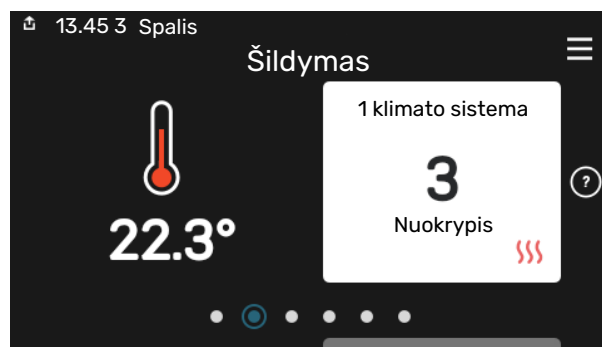 13.45 3 Spalis
Šildymas
1 klimato sistema
3
Nuokrypis
22.3°
?